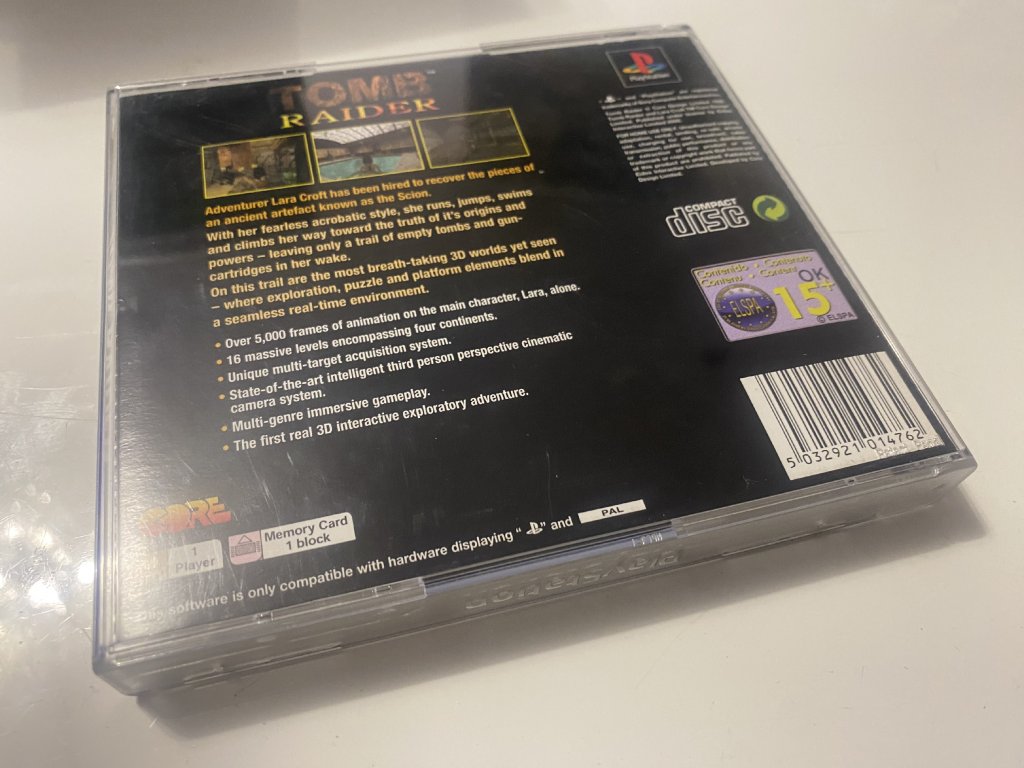 TOMB™
RAIDER
Adventurer Lara Croft has been hired to recover the pieces of
an ancient artefact known as the Scion.
With her fearless acrobatic style, she runs, jumps, swims
and climbs her way toward the truth of it's origins and
powers – leaving only a trail of empty tombs and gun-
cartridges in her wake.
On this trail are the most breath-taking 3D worlds yet seen
– where exploration, puzzle and platform elements blend in
a seamless real-time environment.
• Over 5,000 frames of animation on the main character, Lara, alone.
• 16 massive levels encompassing four continents.
• Unique multi-target acquisition system.
• State-of-the-art intelligent third person perspective cinematic
camera system.
• Multi-genre immersive gameplay.
• The first real 3D interactive exploratory adventure.
CORE
1
Player
Memory Card
1 block
software is only compatible with hardware displaying " " and
PAL
PlayStation
Design Limited.
COMPACT
disc
Contenido • Contenuto
Contenu • Content
OK
ELSPA
15+
© ELSPA
5 032921 014762
PlayStation